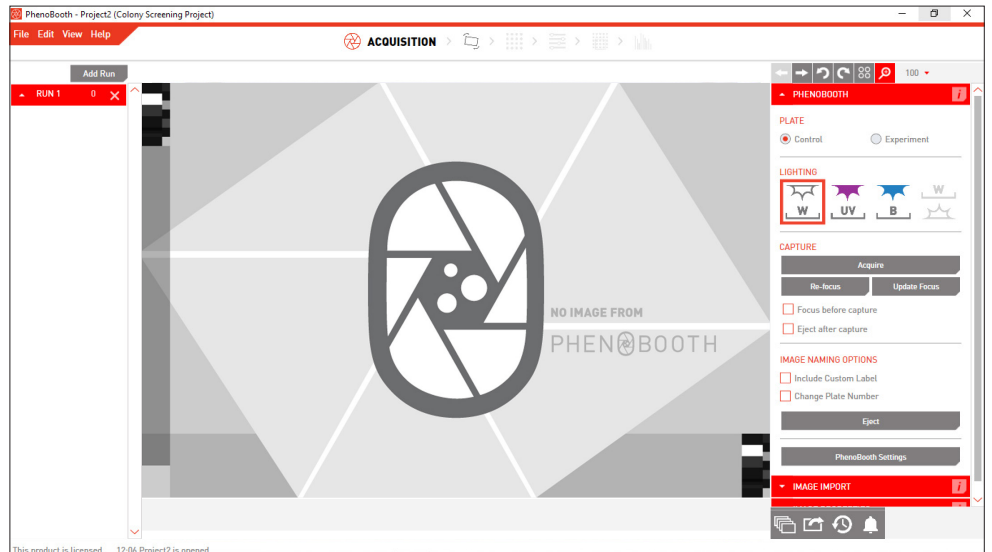 PhenoBooth - Project2 (Colony Screening Project)
File Edit View Help
ACQUISITION
Add Run
RUN 1 0
100
PHENOBOOTH
PLATE
Control Experiment
LIGHTING
W UV B W
CAPTURE
Acquire
Re-focus Update Focus
Focus before capture
Eject after capture
NO IMAGE FROM
PHENOBOOTH
IMAGE NAMING OPTIONS
Include Custom Label
Change Plate Number
Eject
PhenoBooth Settings
IMAGE IMPORT
This product is licensed 12:06 Project2 is opened